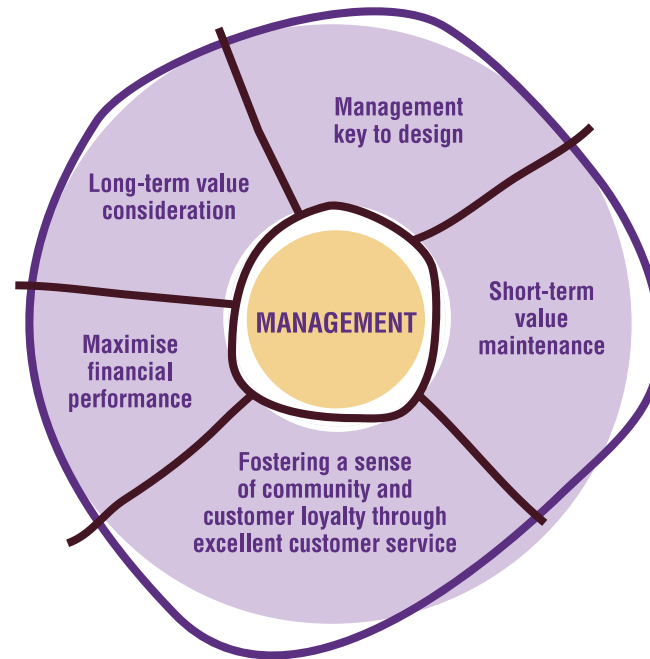 Management
key to design
Long-term value
consideration
Short-term
value
maintenance
MANAGEMENT
Maximise
financial
performance
Fostering a sense
of community and
customer loyalty through
excellent customer service